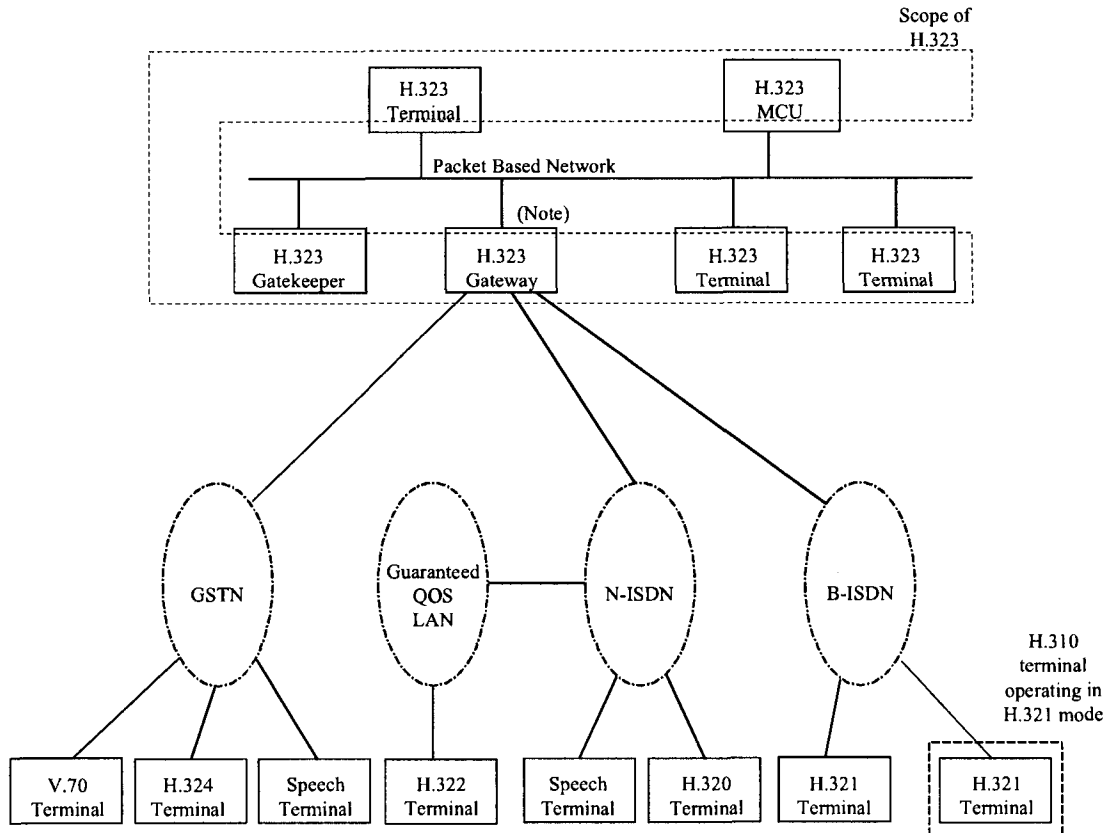 Scope of
H.323
H.323
Terminal
H.323
MCU
Packet Based Network
(Note)
H.323
Gatekeeper
H.323
Gateway
H.323
Terminal
H.323
Terminal
GSTN
Guaranteed
QOS
LAN
N-ISDN
B-ISDN
H.310
terminal
operating in
H.321 mode
V.70
Terminal
H.324
Terminal
Speech
Terminal
H.322
Terminal
Speech
Terminal
H.320
Terminal
H.321
Terminal
H.321
Terminal